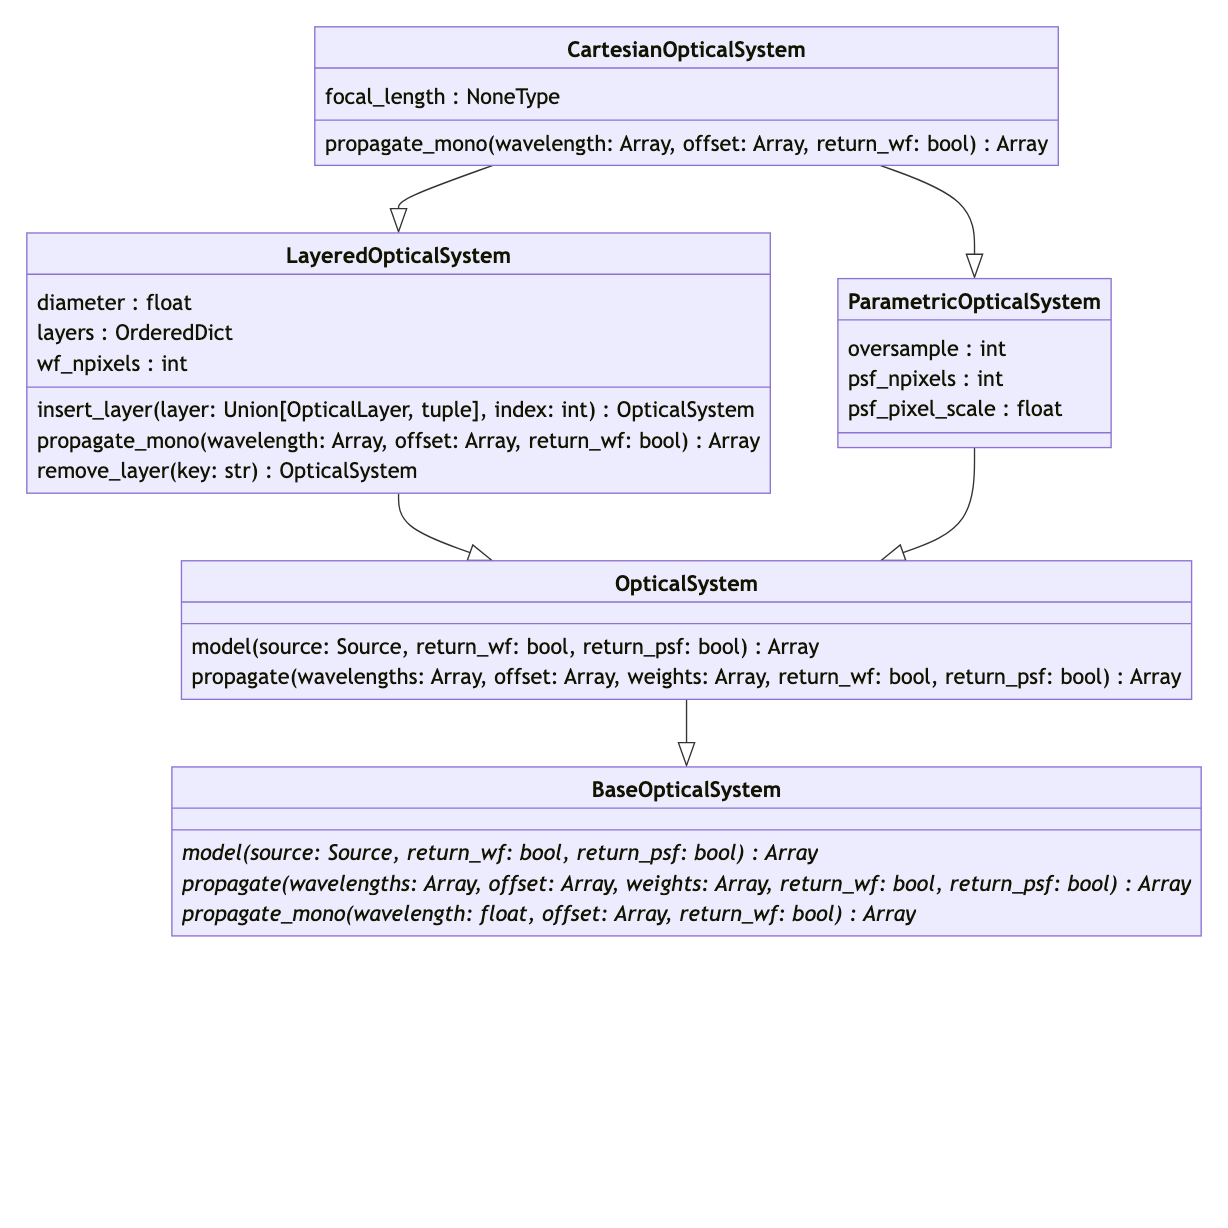 CartesianOpticalSystem
focal_length : NoneType
propagate_mono(wavelength: Array, offset: Array, return_wf: bool) : Array
LayeredOpticalSystem
diameter : float
layers : OrderedDict
wf_npixels : int
insert_layer(layer: Union[OpticalLayer, tuple], index: int) : OpticalSystem
propagate_mono(wavelength: Array, offset: Array, return_wf: bool) : Array
remove_layer(key: str) : OpticalSystem
ParametricOpticalSystem
oversample : int
psf_npixels : int
psf_pixel_scale : float
OpticalSystem
model(source: Source, return_wf: bool, return_psf: bool) : Array
propagate(wavelengths: Array, offset: Array, weights: Array, return_wf: bool, return_psf: bool) : Array
BaseOpticalSystem
model(source: Source, return_wf: bool, return_psf: bool) : Array
propagate(wavelengths: Array, offset: Array, weights: Array, return_wf: bool, return_psf: bool) : Array
propagate_mono(wavelength: float, offset: Array, return_wf: bool) : Array